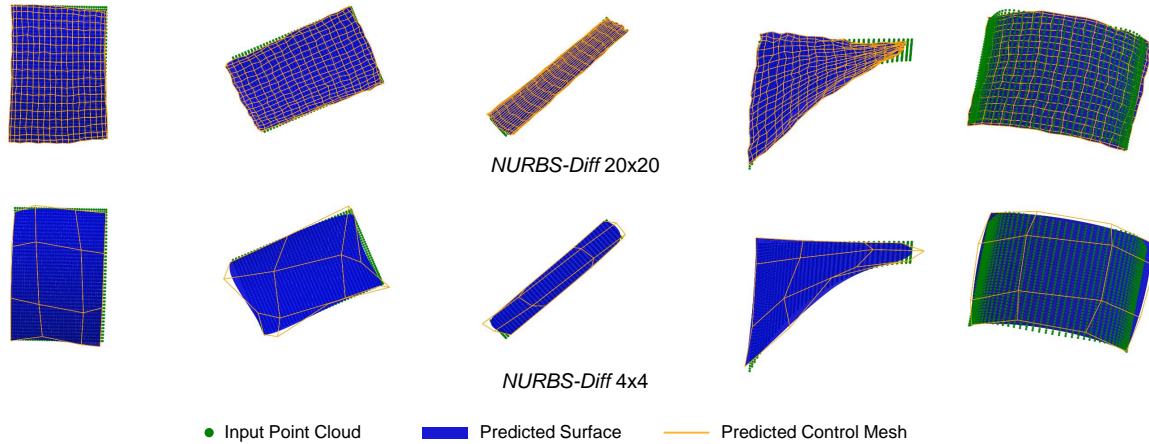 NURBS-Diff 20x20
NURBS-Diff 4x4
Input Point Cloud Predicted Surface Predicted Control Mesh